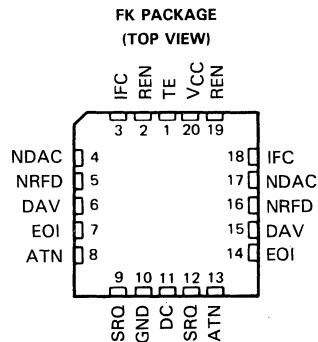 FK PACKAGE
(TOP VIEW)
IFC REN TE VCC REN
3 2 1 20 19
NDAC 4
NRFD 5
DAV 6
EOI 7
ATN 8
18 IFC
17 NDAC
16 NRFD
15 DAV
14 EOI
9 10 11 12 13
SRQ GND DC SRQ ATN